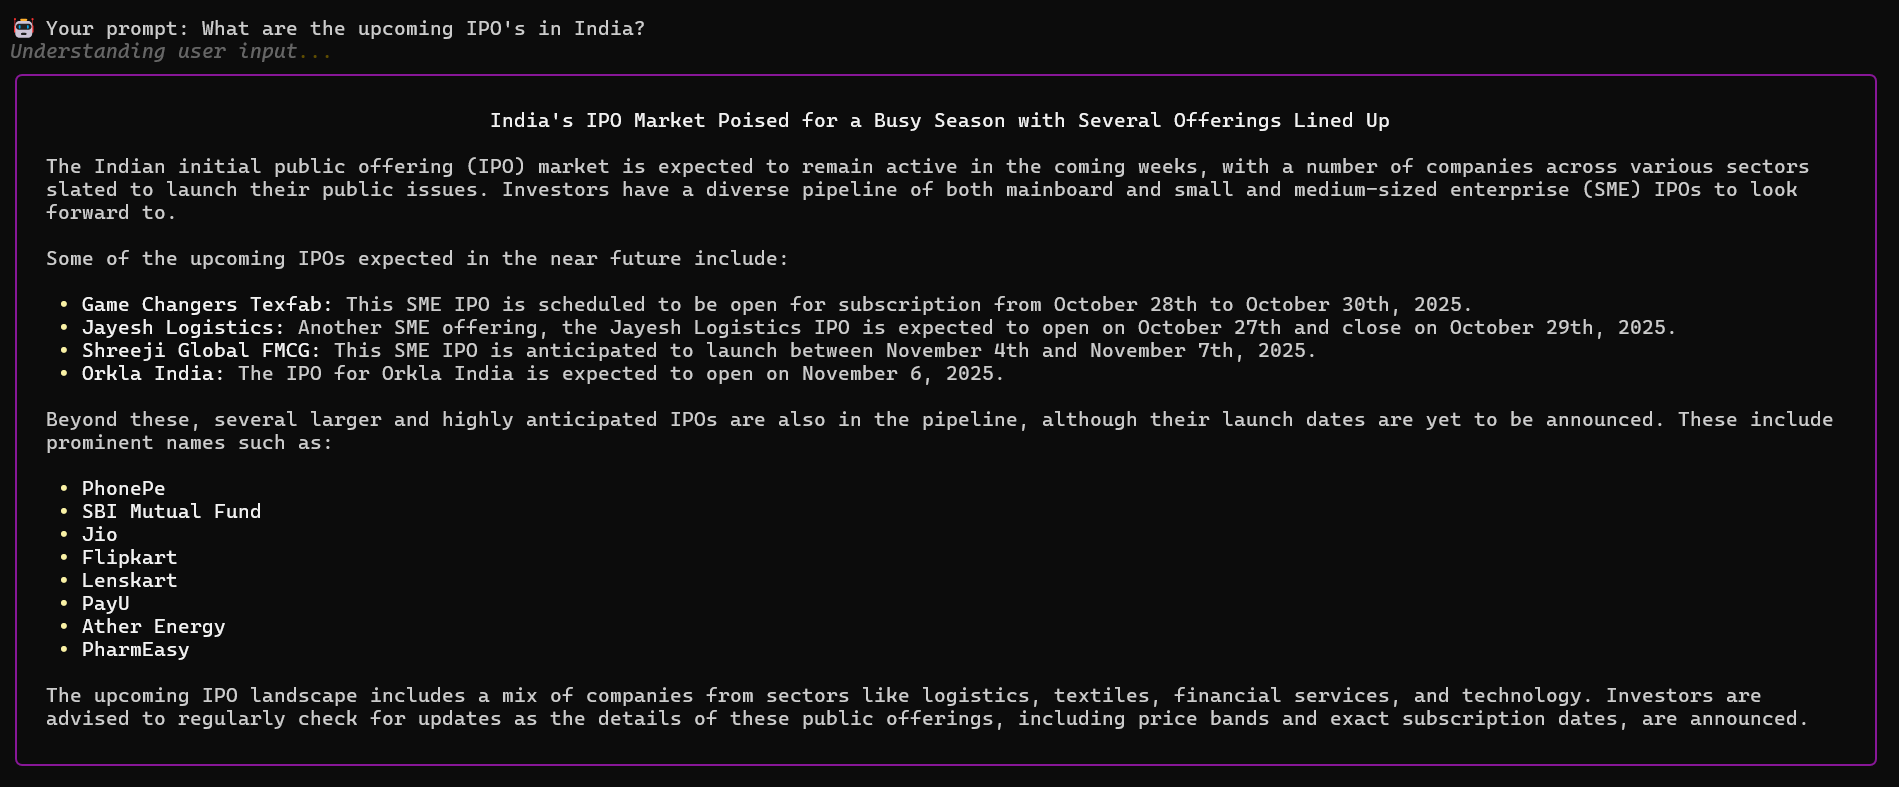 Your prompt: What are the upcoming IPO's in India?
Understanding user input...
India's IPO Market Poised for a Busy Season with Several Offerings Lined Up
The Indian initial public offering (IPO) market is expected to remain active in the coming weeks, with a number of companies across various sectors
slated to launch their public issues. Investors have a diverse pipeline of both mainboard and small and medium-sized enterprise (SME) IPOs to look
forward to.
Some of the upcoming IPOs expected in the near future include:
• Game Changers Texfab: This SME IPO is scheduled to be open for subscription from October 28th to October 30th, 2025.
• Jayesh Logistics: Another SME offering, the Jayesh Logistics IPO is expected to open on October 27th and close on October 29th, 2025.
• Shreeji Global FMCG: This SME IPO is anticipated to launch between November 4th and November 7th, 2025.
• Orkla India: The IPO for Orkla India is expected to open on November 6, 2025.
Beyond these, several larger and highly anticipated IPOs are also in the pipeline, although their launch dates are yet to be announced. These include
prominent names such as:
• PhonePe
• SBI Mutual Fund
• Jio
• Flipkart
• Lenskart
• PayU
• Ather Energy
• PharmEasy
The upcoming IPO landscape includes a mix of companies from sectors like logistics, textiles, financial services, and technology. Investors are
advised to regularly check for updates as the details of these public offerings, including price bands and exact subscription dates, are announced.